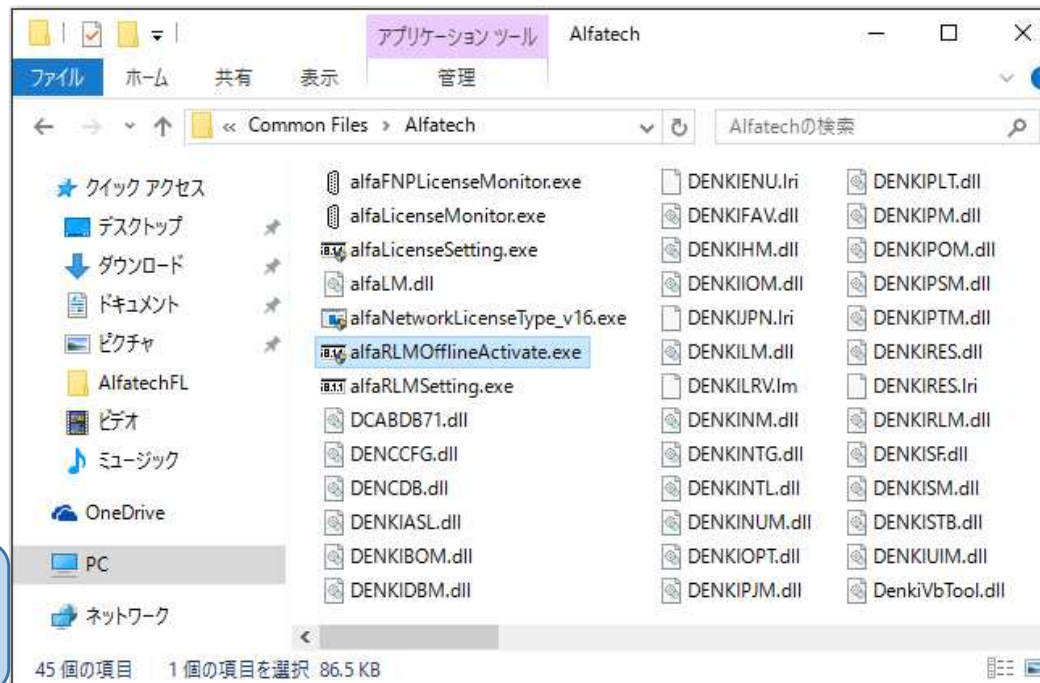 アプリケーション ツール
Alfatech
ファイル
ホーム
共有
表示
管理
« Common Files › Alfatech
Alfatechの検索
クイック アクセス
デスクトップ
ダウンロード
ドキュメント
ピクチャ
AlfatechFL
ビデオ
ミュージック
OneDrive
PC
ネットワーク
alfaFNPLicenseMonitor.exe
alfaLicenseMonitor.exe
alfaLicenseSetting.exe
alfaLM.dll
alfaNetworkLicenseType_v16.exe
alfaRLMOfflineActivate.exe
alfaRLMSetting.exe
DCABDB71.dll
DENCCFG.dll
DENCDB.dll
DENKIASL.dll
DENKIBOM.dll
DENKIDBM.dll
DENKIENU.lri
DENKIFAV.dll
DENKIHM.dll
DENKIIOM.dll
DENKIJPN.lri
DENKILM.dll
DENKILRV.lm
DENKINM.dll
DENKINTG.dll
DENKINTL.dll
DENKINUM.dll
DENKIOPT.dll
DENKIPJM.dll
DENKIPLT.dll
DENKIPM.dll
DENKIPOM.dll
DENKIPSM.dll
DENKIPTM.dll
DENKIRES.dll
DENKIRES.lri
DENKIRLM.dll
DENKISF.dll
DENKISM.dll
DENKISTB.dll
DENKIUIM.dll
DenkiVbTool.dll
45 個の項目
1 個の項目を選択 86.5 KB